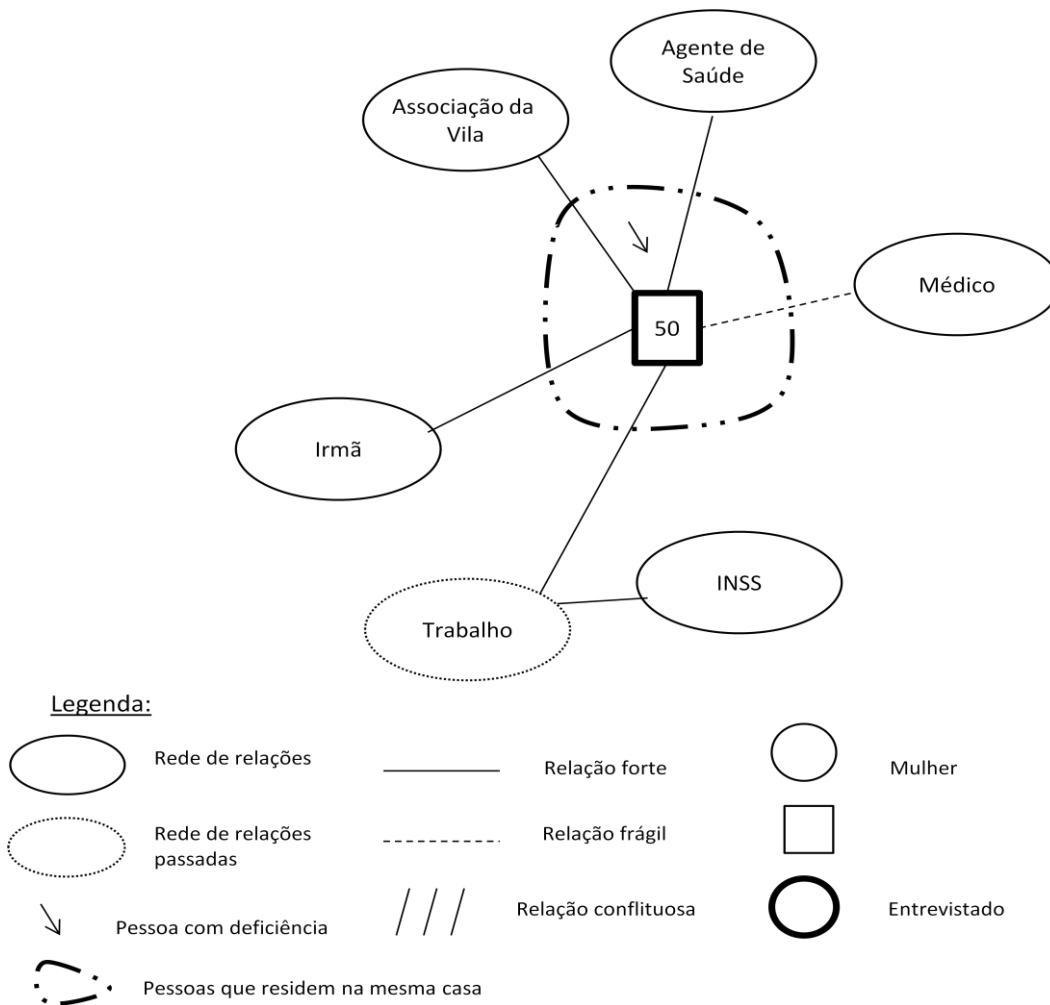 Agente de
Saúde
Associação da
Vila
Médico
50
Irmã
INSS
Trabalho
Legenda:
Rede de relações
Relação forte
Mulher
Rede de relações
passadas
Relação frágil
Pessoa com deficiência
Relação conflituosa
Entrevistado
Pessoas que residem na mesma casa